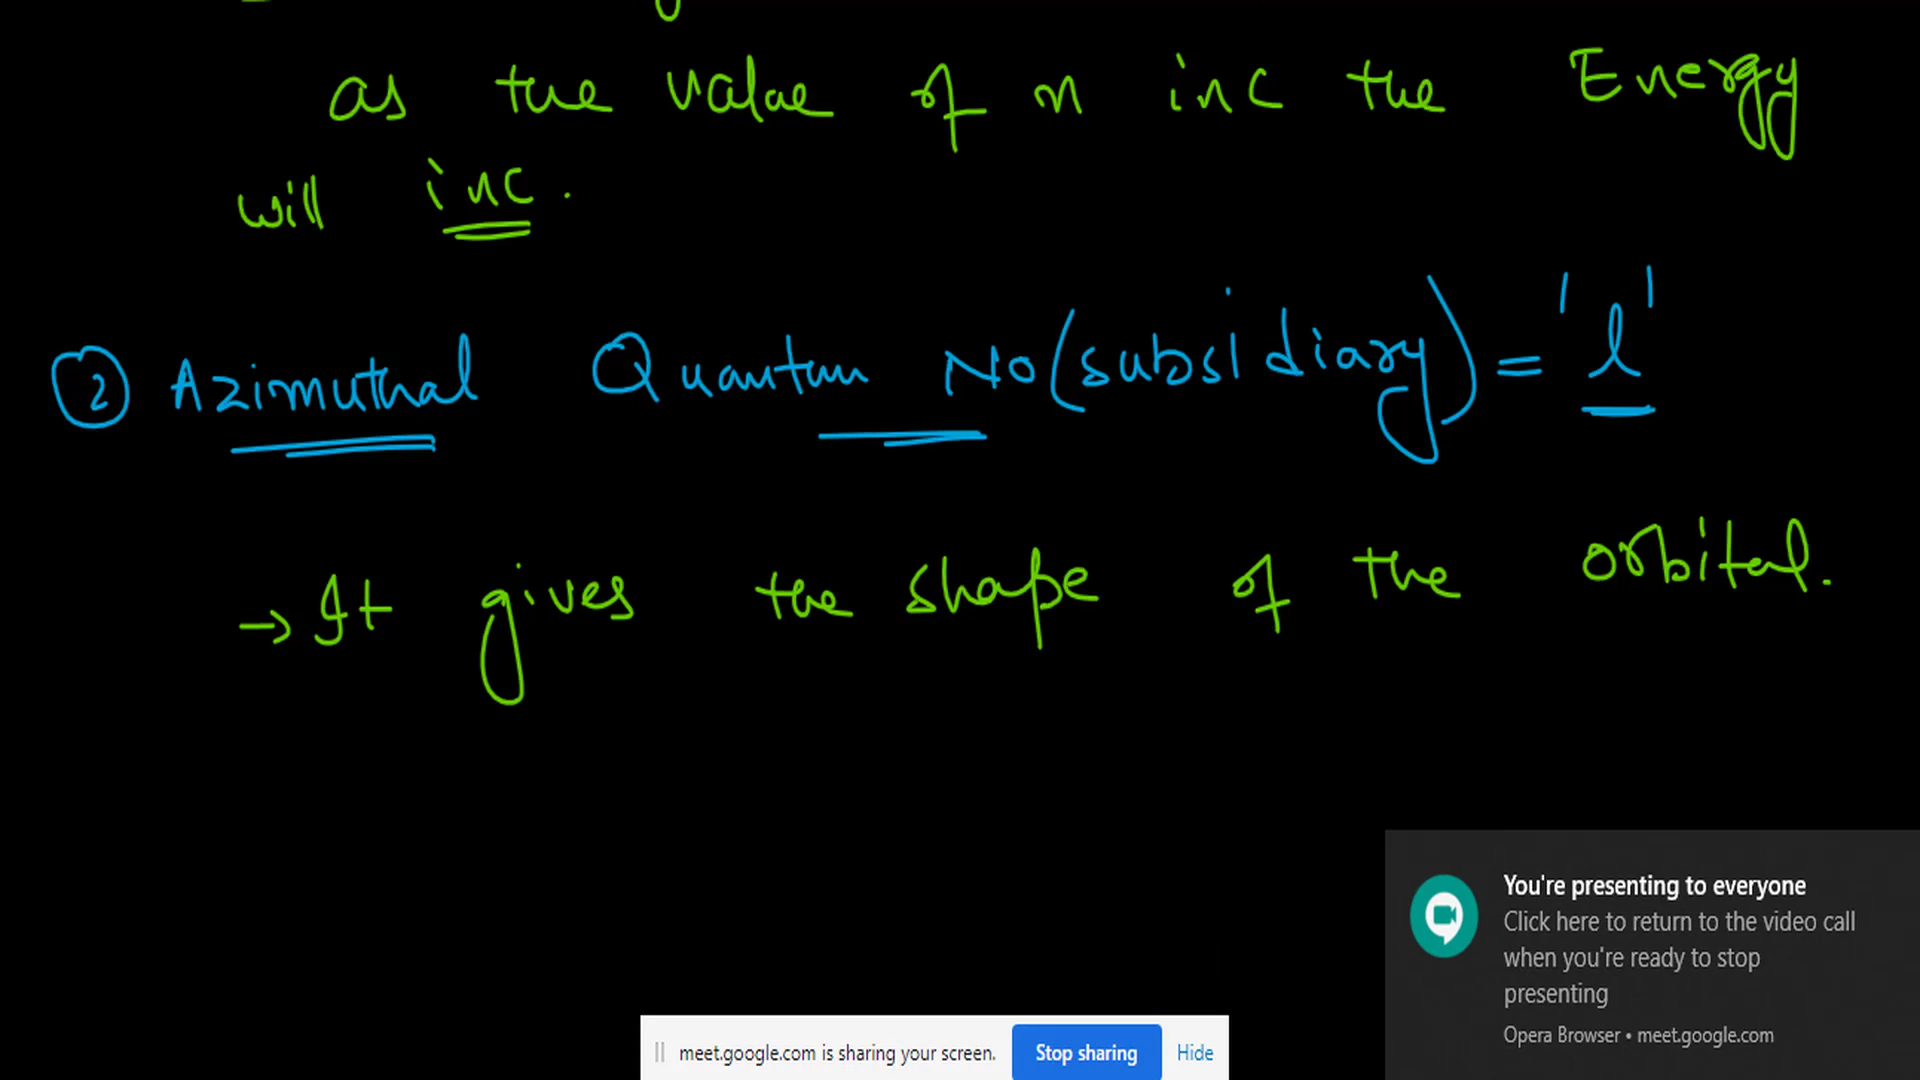 as the value of n inc the Energy
will inc.
② Azimuthal Quantum No(subsidiary) = 'l'
→ It gives the shape of the orbital.
You're presenting to everyone
Click here to return to the video call
when you're ready to stop
presenting
Opera Browser • meet.google.com
meet.google.com is sharing your screen. Stop sharing Hide